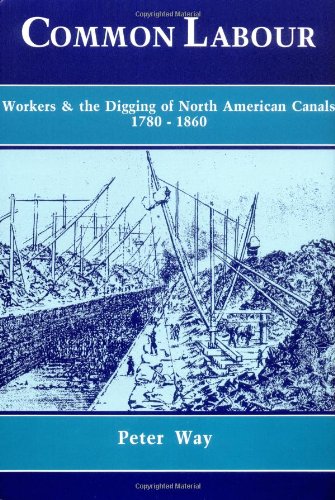 COMMON LABOUR
Workers & the Digging of North American Canals
1780 - 1860
Peter Way